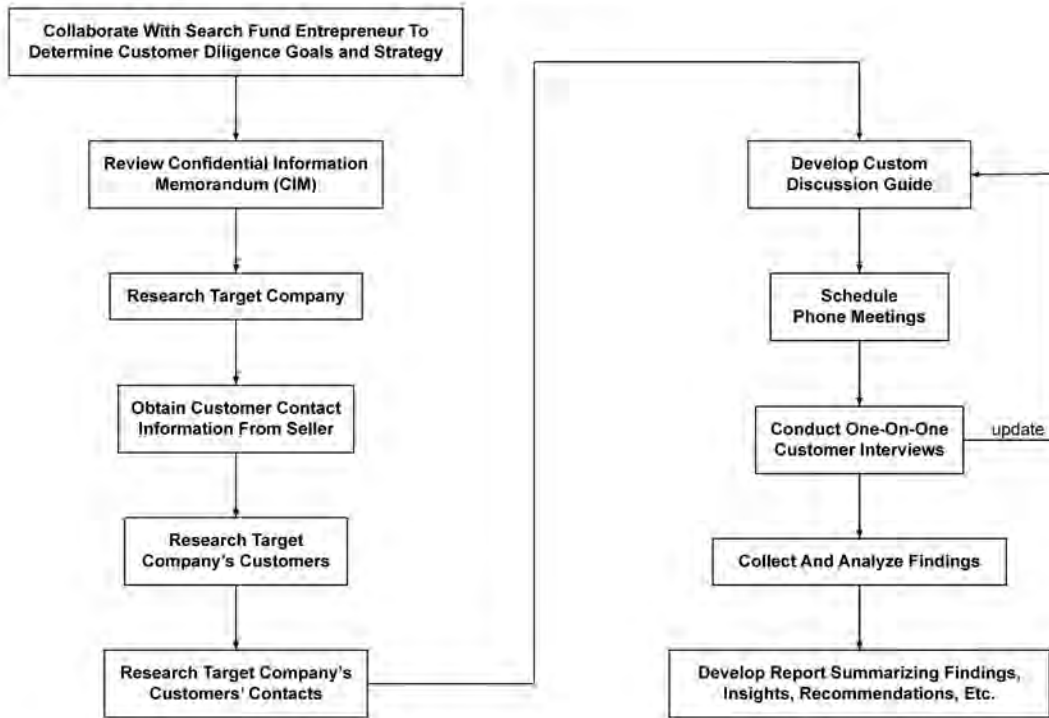 Collaborate With Search Fund Entrepreneur To
Determine Customer Diligence Goals and Strategy
Review Confidential Information
Memorandum (CIM)
Research Target Company
Obtain Customer Contact
Information From Seller
Research Target
Company's Customers
Research Target Company's
Customers' Contacts
Develop Custom
Discussion Guide
Schedule
Phone Meetings
Conduct One-On-One
Customer Interviews
update
Collect And Analyze Findings
Develop Report Summarizing Findings,
Insights, Recommendations, Etc.